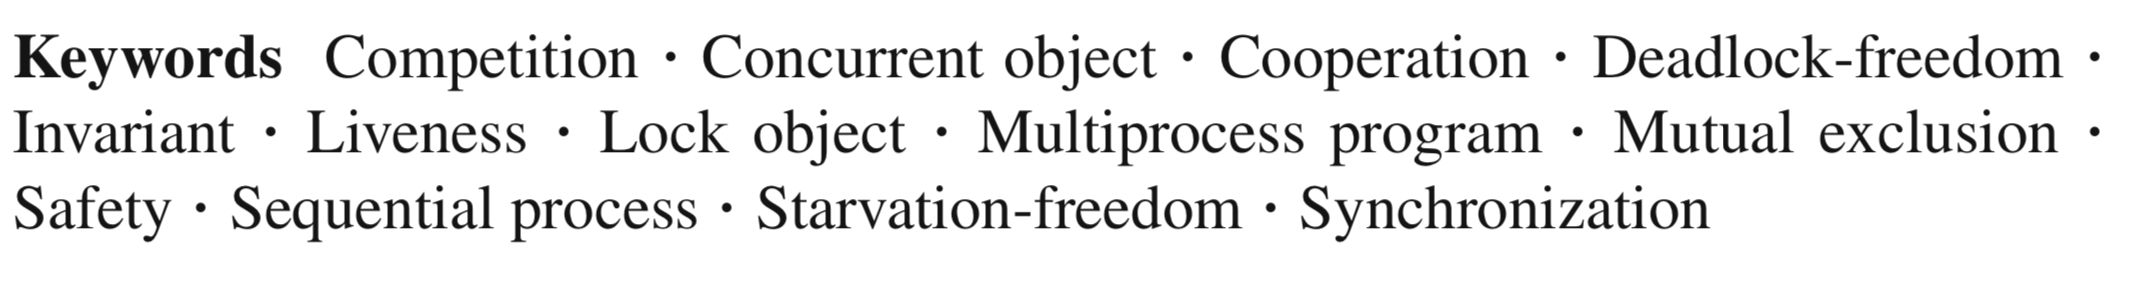 Keywords Competition · Concurrent object · Cooperation · Deadlock-freedom ·
Invariant · Liveness · Lock object · Multiprocess program · Mutual exclusion ·
Safety · Sequential process · Starvation-freedom · Synchronization